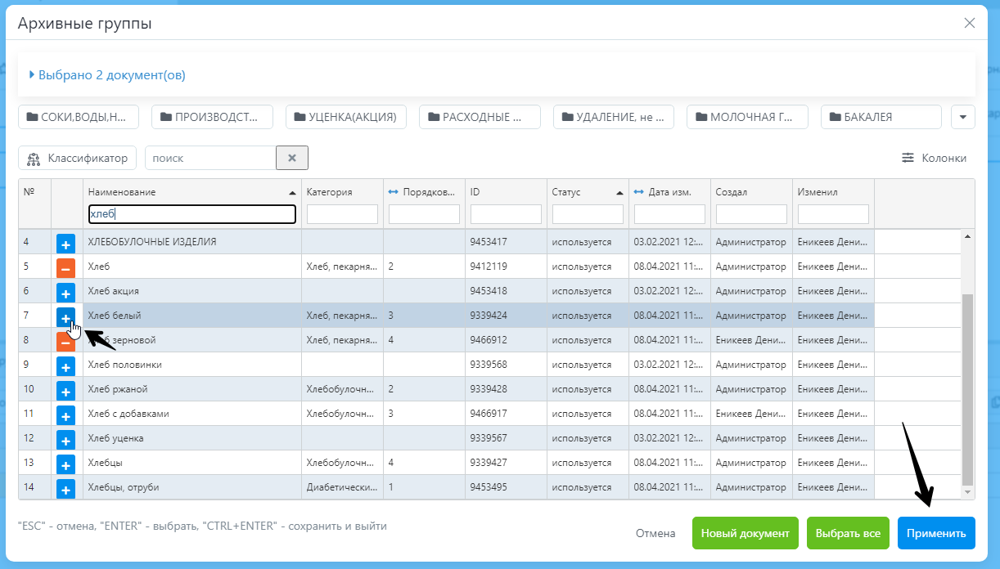 Архивные группы
Выбрано 2 документ(ов)
СОКИ,ВОДЫ,Н... ПРОИЗВОДСТ... УЦЕНКА(АКЦИЯ) РАСХОДНЫЕ ... УДАЛЕНИЕ, не ... МОЛОЧНАЯ Г... БАКАЛЕЯ
Классификатор поиск Колонки
№ Наименование Категория Порядков... ID Статус Дата изм. Создал Изменил
хлеб
4 ХЛЕБОБУЛОЧНЫЕ ИЗДЕЛИЯ 9453417 используется 03.02.2021 12:... Администратор Еникеев Дени...
5 Хлеб Хлеб, пекарня... 2 9412119 используется 08.04.2021 11:... Администратор Еникеев Дени...
6 Хлеб акция 9453418 используется 03.02.2021 12:... Администратор Еникеев Дени...
7 Хлеб белый Хлеб, пекарня... 3 9339424 используется 08.04.2021 11:... Администратор Еникеев Дени...
8 зерновой Хлеб, пекарня... 4 9466912 используется 08.04.2021 11:... Еникеев Дени... Еникеев Дени...
9 Хлеб половинки 9339568 используется 03.02.2021 12:... Администратор Еникеев Дени...
10 Хлеб ржаной Хлебобулочн... 2 9339428 используется 08.04.2021 11:... Администратор Еникеев Дени...
11 Хлеб с добавками Хлебобулочн... 3 9466917 используется 08.04.2021 11:... Еникеев Дени... Еникеев Дени...
12 Хлеб уценка 9339567 используется 03.02.2021 12:... Администратор Еникеев Дени...
13 Хлебцы Хлебобулочн... 4 9339427 используется 08.04.2021 11:... Администратор Еникеев Дени...
14 Хлебцы, отруби Диабетически... 1 9453495 используется 08.04.2021 11:... Администратор Еникеев Дени...
"ESC" - отмена, "ENTER" - выбрать, "CTRL+ENTER" - сохранить и выйти
Отмена Новый документ Выбрать все Применить